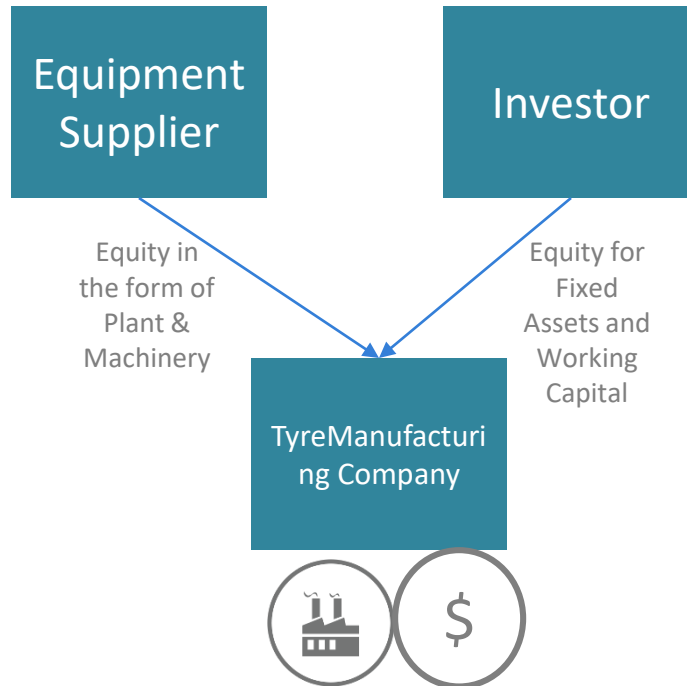 Equipment
Supplier
Investor
Equity in
the form of
Plant &
Machinery
Equity for
Fixed
Assets and
Working
Capital
TyreManufacturi
ng Company
$